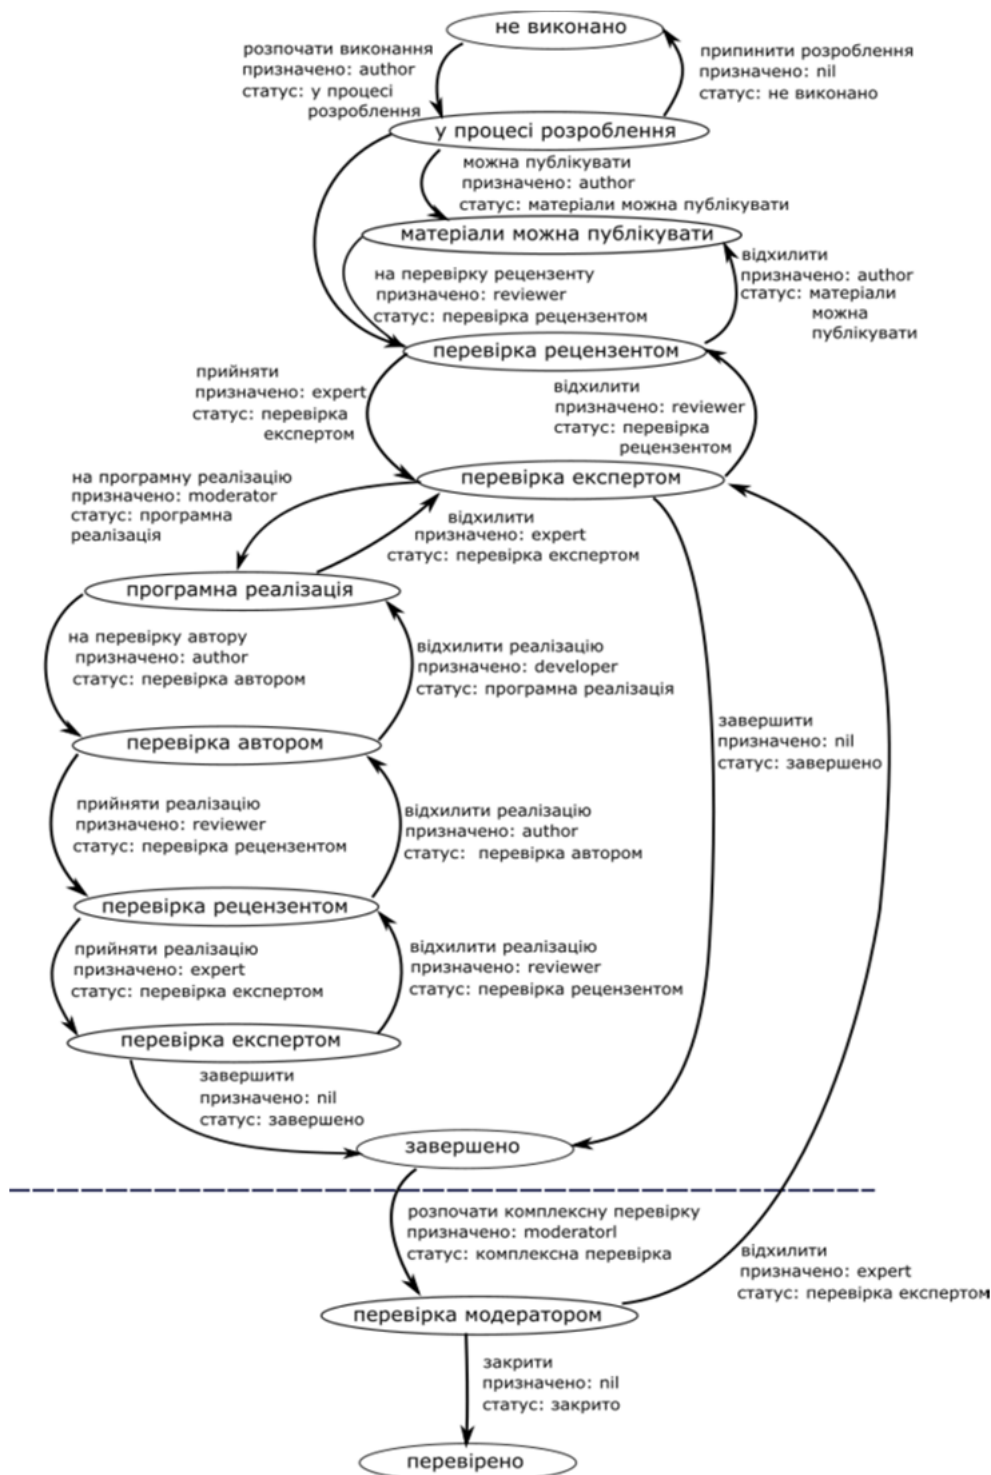 не виконано
розпочати виконання
призначено: author
статус: у процесі
розроблення
припинити розроблення
призначено: nil
статус: не виконано
у процесі розроблення
можна публікувати
призначено: author
статус: матеріали можна публікувати
матеріали можна публікувати
відхилити
призначено: author
статус: матеріали
можна
публікувати
на перевірку рецензенту
призначено: reviewer
статус: перевірка рецензентом
перевірка рецензентом
прийняти
призначено: expert
статус: перевірка
експертом
відхилити
призначено: reviewer
статус: перевірка
рецензентом
перевірка експертом
на програмну реалізацію
призначено: moderator
статус: програмна
реалізація
відхилити
призначено: expert
статус: перевірка експертом
програмна реалізація
на перевірку автору
призначено: author
статус: перевірка автором
відхилити реалізацію
призначено: developer
статус: програмна реалізація
завершити
призначено: nil
статус: завершено
перевірка автором
прийняти реалізацію
призначено: reviewer
статус: перевірка рецензентом
відхилити реалізацію
призначено: author
статус: перевірка автором
перевірка рецензентом
прийняти реалізацію
призначено: expert
статус: перевірка експертом
відхилити реалізацію
призначено: reviewer
статус: перевірка рецензентом
перевірка експертом
завершити
призначено: nil
статус: завершено
завершено
розпочати комплексну перевірку
призначено: moderatorl
статус: комплексна перевірка
відхилити
призначено: expert
статус: перевірка експертом
перевірка модератором
закрити
призначено: nil
статус: закрито
перевірено